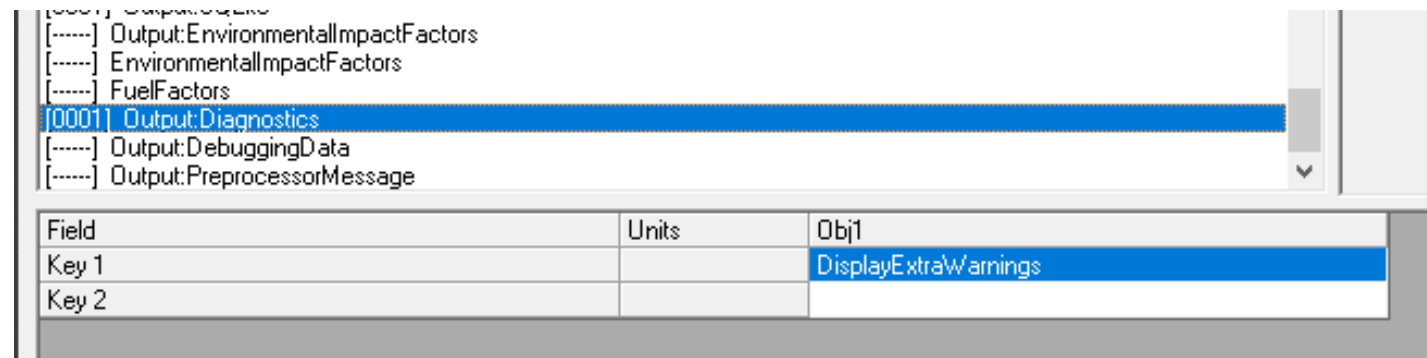 [------] Output:EnvironmentalImpactFactors
[------] EnvironmentalImpactFactors
[------] FuelFactors
[0001] Output:Diagnostics
[------] Output:DebuggingData
[------] Output:PreprocessorMessage
Field Units Obj1
Key 1 DisplayExtraWarnings
Key 2